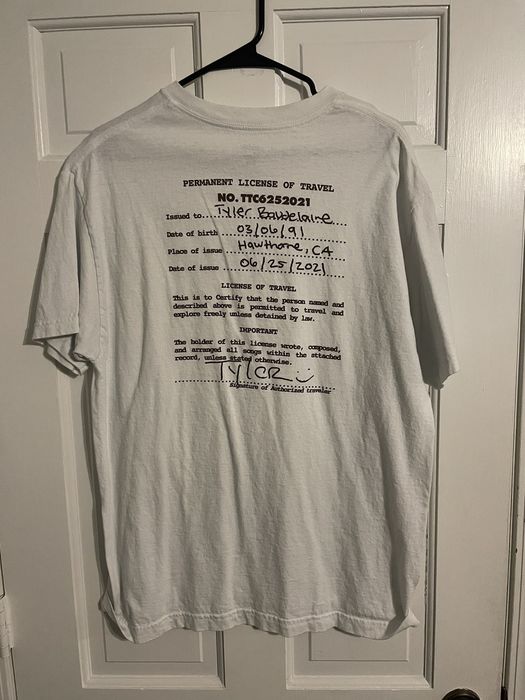 PERMANENT LICENSE OF TRAVEL
NO. TTC6252021
Issued to....Tyler Baudelaire....
Date of birth ...03/06/91.........
Place of issue ...Hawthorne, CA
Date of issue ....06/25/2021......
LICENSE OF TRAVEL
This is to Certify that the person named and
described above is permitted to travel and
explore freely unless detained by law.
IMPORTANT
The holder of this license wrote, composed,
and arranged all songs within the attached
record, unless stated otherwise.
TYLER :)
Signature of Authorized traveler